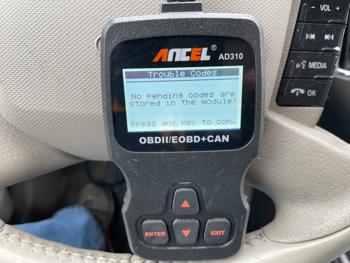 ANCEL®
AD310
Trouble Codes
No pending codes are
stored in the module!
Press any key to con.
OBDII/EOBD+CAN
ENTER
EXIT
- VOL +
MEDIA
OK